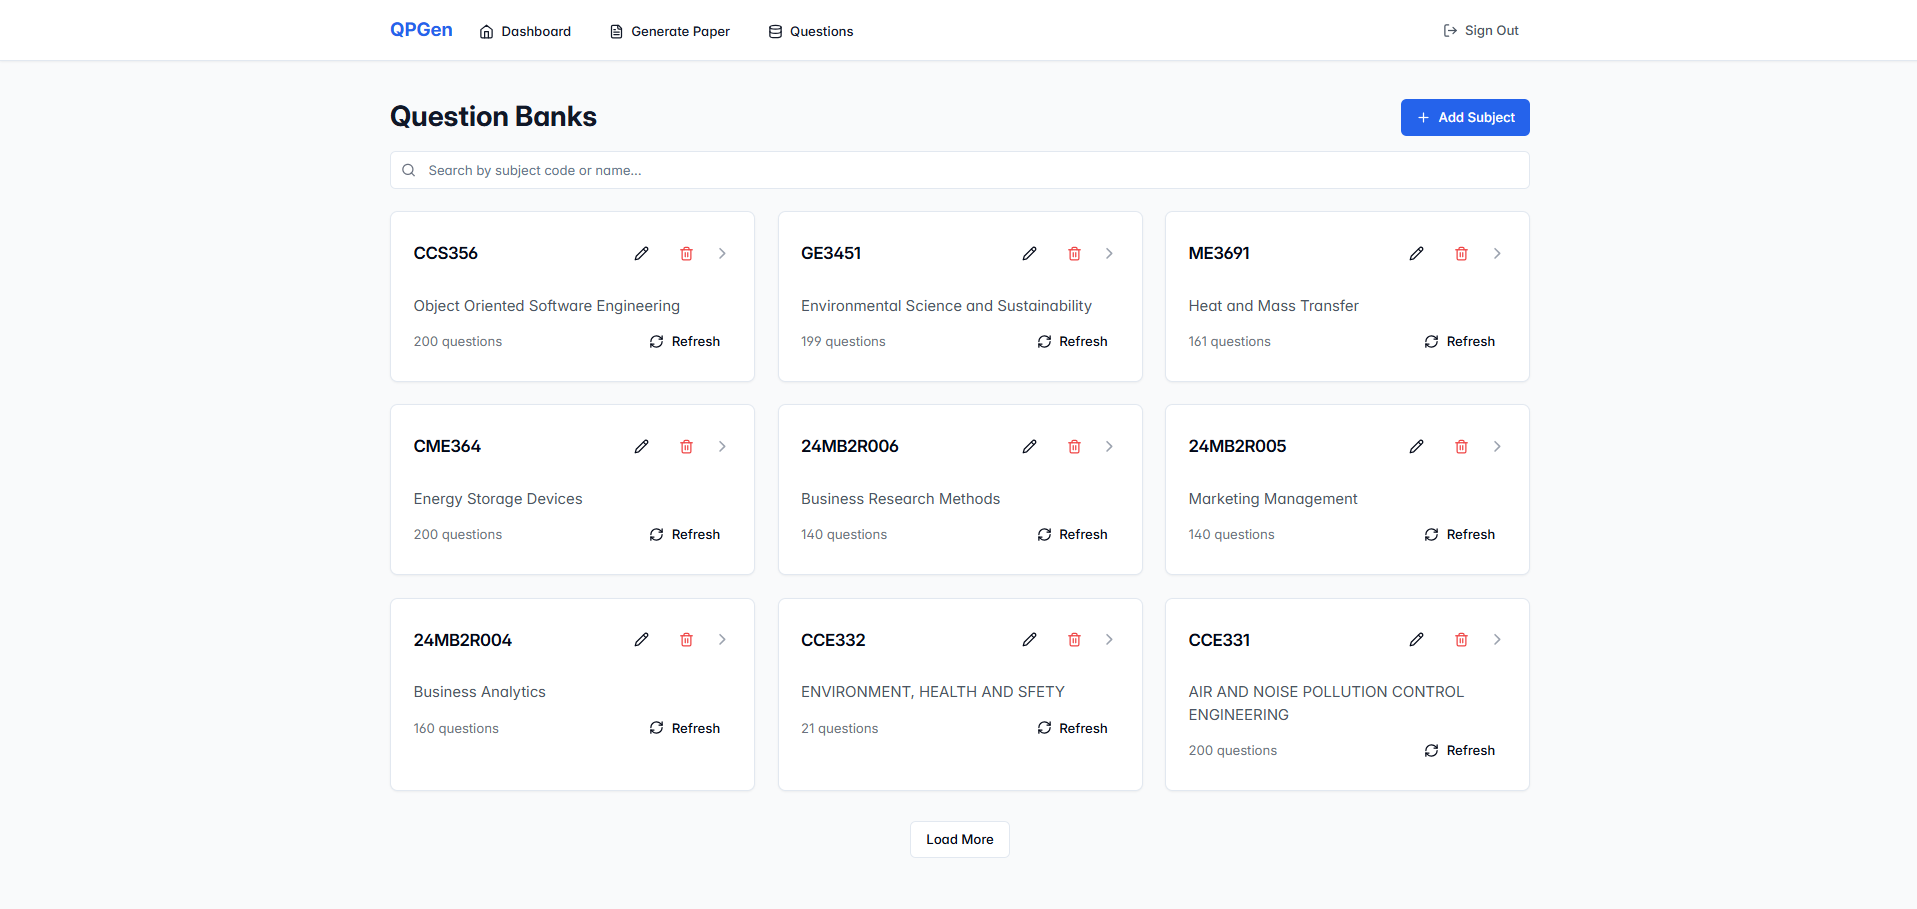 QPGen
Dashboard
Generate Paper
Questions
Sign Out
Question Banks
Add Subject
Search by subject code or name...
CCS356
Object Oriented Software Engineering
200 questions
Refresh
GE3451
Environmental Science and Sustainability
199 questions
Refresh
ME3691
Heat and Mass Transfer
161 questions
Refresh
CME364
Energy Storage Devices
200 questions
Refresh
24MB2R006
Business Research Methods
140 questions
Refresh
24MB2R005
Marketing Management
140 questions
Refresh
24MB2R004
Business Analytics
160 questions
Refresh
CCE332
ENVIRONMENT, HEALTH AND SFETY
21 questions
Refresh
CCE331
AIR AND NOISE POLLUTION CONTROL
ENGINEERING
200 questions
Refresh
Load More